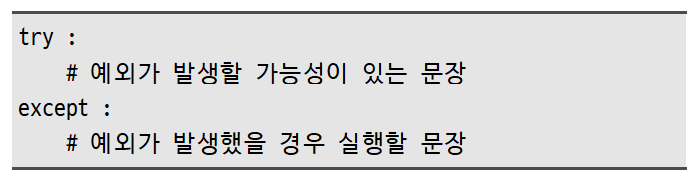 try :
    # 예외가 발생할 가능성이 있는 문장
except :
    # 예외가 발생했을 경우 실행할 문장